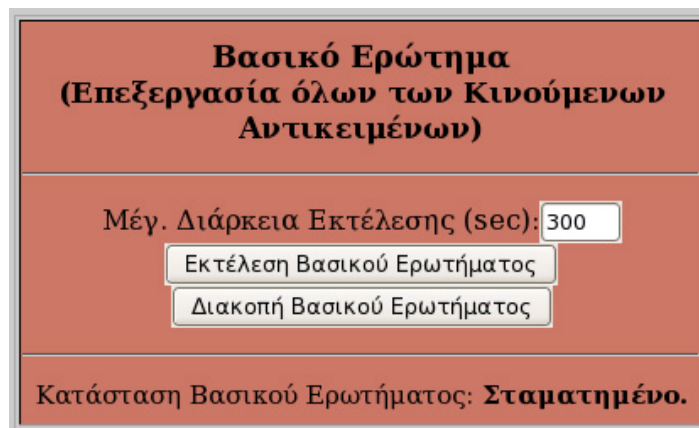 Βασικό Ερώτημα
(Επεξεργασία όλων των Κινούμενων
Αντικειμένων)
Μέγ. Διάρκεια Εκτέλεσης (sec): 300
Εκτέλεση Βασικού Ερωτήματος
Διακοπή Βασικού Ερωτήματος
Κατάσταση Βασικού Ερωτήματος: Σταματημένο.